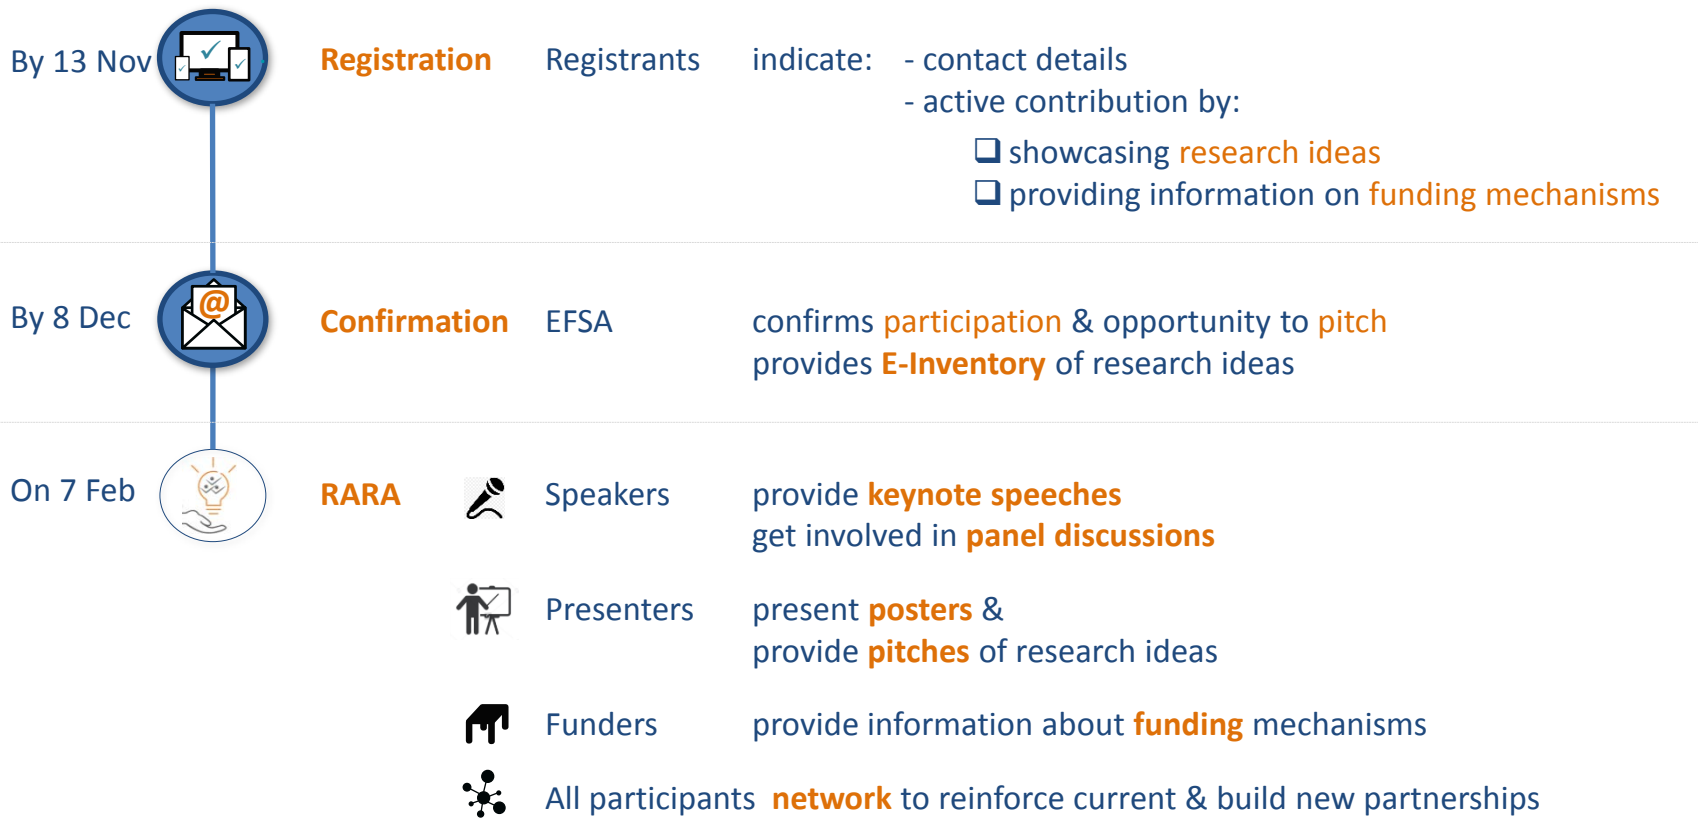 By 13 Nov Registration Registrants indicate: - contact details
- active contribution by:
❑ showcasing research ideas
❑ providing information on funding mechanisms
By 8 Dec @ Confirmation EFSA confirms participation & opportunity to pitch
provides E-Inventory of research ideas
On 7 Feb RARA Speakers provide keynote speeches
get involved in panel discussions
Presenters present posters &
provide pitches of research ideas
Funders provide information about funding mechanisms
All participants network to reinforce current & build new partnerships